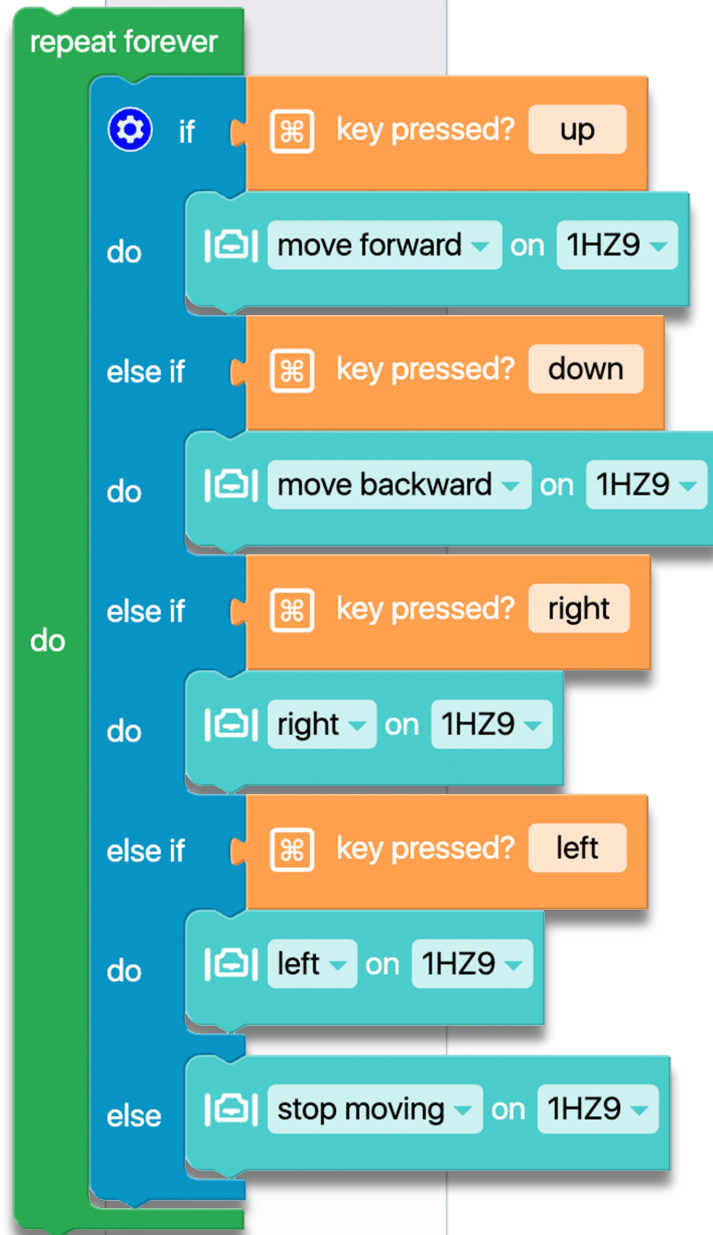 repeat forever
if ⌘ key pressed? up
do move forward on 1HZ9
else if ⌘ key pressed? down
do move backward on 1HZ9
else if ⌘ key pressed? right
do
do right on 1HZ9
else if ⌘ key pressed? left
do left on 1HZ9
else stop moving on 1HZ9